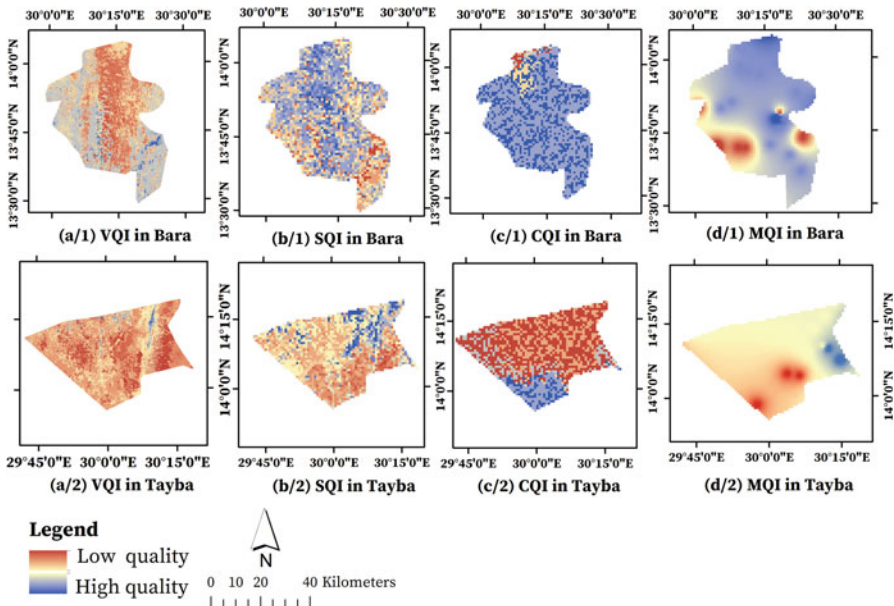 30°0'0"E 30°15'0"E 30°30'0"E
30°0'0"E 30°15'0"E 30°30'0"E
30°0'0"E 30°15'0"E 30°30'0"E
30°0'0"E 30°15'0"E 30°30'0"E
14°0'0"N
13°45'0"N
13°30'0"N
14°0'0"N
13°45'0"N
13°30'0"N
14°0'0"N
13°45'0"N
13°30'0"N
14°0'0"N
13°45'0"N
13°30'0"N
(a/1) VQI in Bara
(b/1) SQI in Bara
(c/1) CQI in Bara
(d/1) MQI in Bara
14°15'0"N
14°0'0"N
14°15'0"N
14°0'0"N
14°15'0"N
14°0'0"N
14°15'0"N
14°0'0"N
29°45'0"E 30°0'0"E 30°15'0"E
29°45'0"E 30°0'0"E 30°15'0"E
29°45'0"E 30°0'0"E 30°15'0"E
29°45'0"E 30°0'0"E 30°15'0"E
(a/2) VQI in Tayba
(b/2) SQI in Tayba
(c/2) CQI in Tayba
(d/2) MQI in Tayba
Legend
Low quality
High quality
N
0 10 20 40 Kilometers